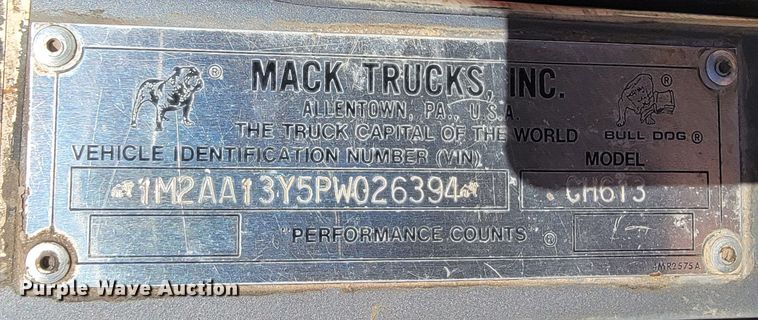 MACK TRUCKS, INC.
ALLENTOWN, PA., U.S.A.
THE TRUCK CAPITAL OF THE WORLD
BULL DOG ®
VEHICLE IDENTIFICATION NUMBER (VIN)
MODEL
1M2AA13Y5PW026394
CH613
"PERFORMANCE COUNTS" ®
MR2575A
Purple Wave Auction